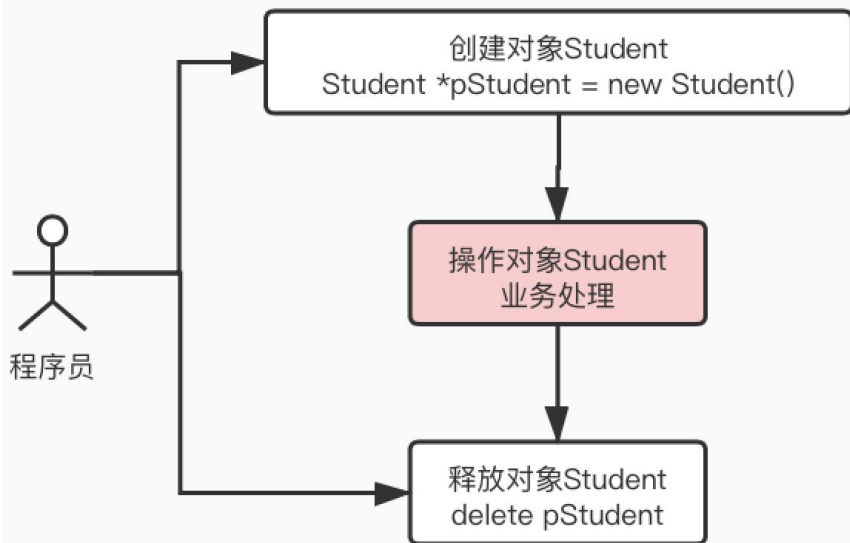 创建对象Student
Student *pStudent = new Student()
操作对象Student
业务处理
程序员
释放对象Student
delete pStudent